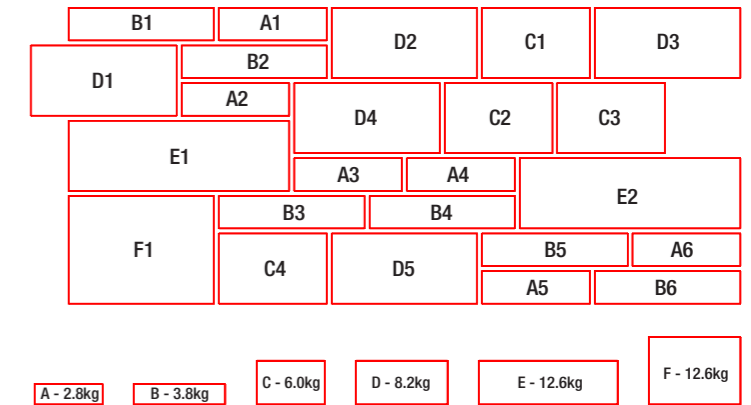 B1 A1 D2 C1 D3
D1 B2
A2 D4 C2 C3
E1
A3 A4 E2
F1 B3 B4
C4 D5 B5 A6
A5 B6
A - 2.8kg B - 3.8kg C - 6.0kg D - 8.2kg E - 12.6kg F - 12.6kg